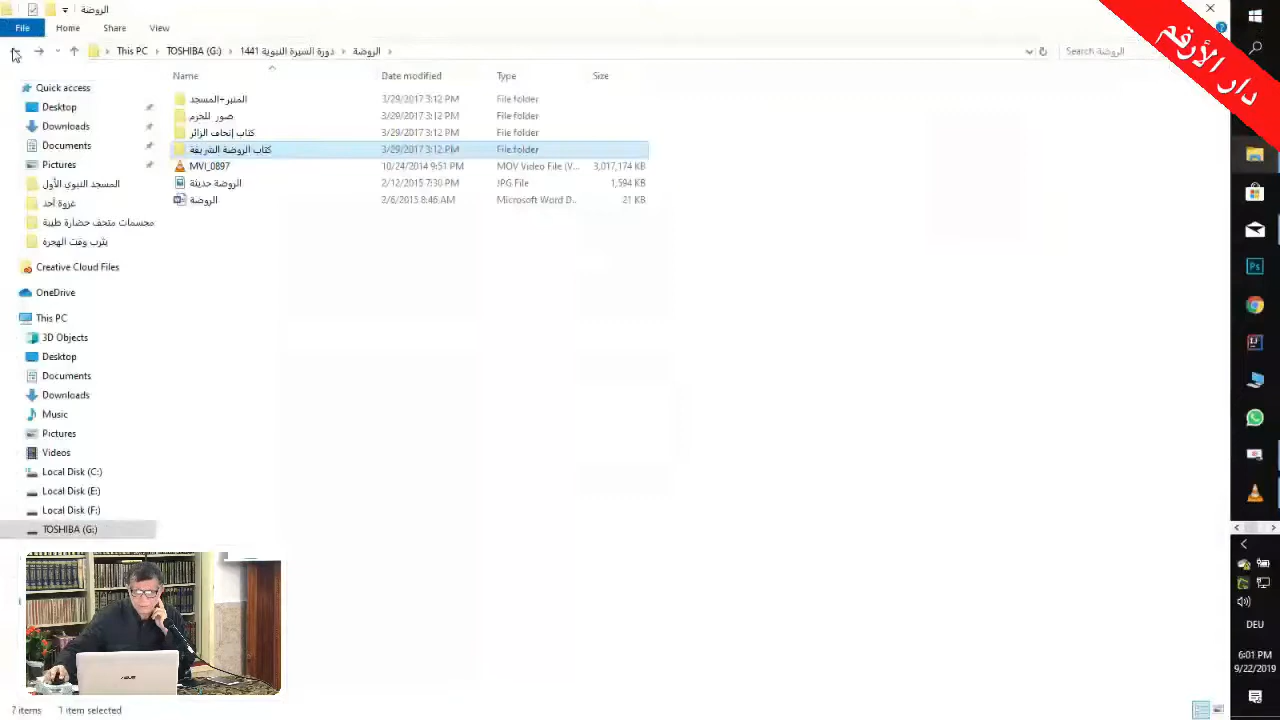 الروضة
File Home Share View
This PC TOSHIBA (G:) دورة السيرة النبوية 1441 الروضة
Search الروضة
دار الأرقم
Name Date modified Type Size
المنبر-المسجد 3/29/2017 3:12 PM File folder
صور للحرم 3/29/2017 3:12 PM File folder
كتاب إتحاف الزائر 3/29/2017 3:12 PM File folder
كتاب الروضة الشريفة 3/29/2017 3:12 PM File folder
MVI_0897 10/24/2014 9:51 PM MOV Video File (V... 3,017,174 KB
الروضة حديثة 2/12/2015 7:30 PM JPG File 1,594 KB
الروضة 2/6/2015 8:46 AM Microsoft Word D... 21 KB
Quick access
Desktop
Downloads
Documents
Pictures
المسجد النبوي الأول
غزوة أحد
مجسمات متحف حضارة طيبة
يثرب وقت الهجرة
Creative Cloud Files
OneDrive
This PC
3D Objects
Desktop
Documents
Downloads
Music
Pictures
Videos
Local Disk (C:)
Local Disk (E:)
Local Disk (F:)
TOSHIBA (G:)
7 items 1 item selected
Ps
IJ
DEU
6:01 PM
9/22/2019
ASUS